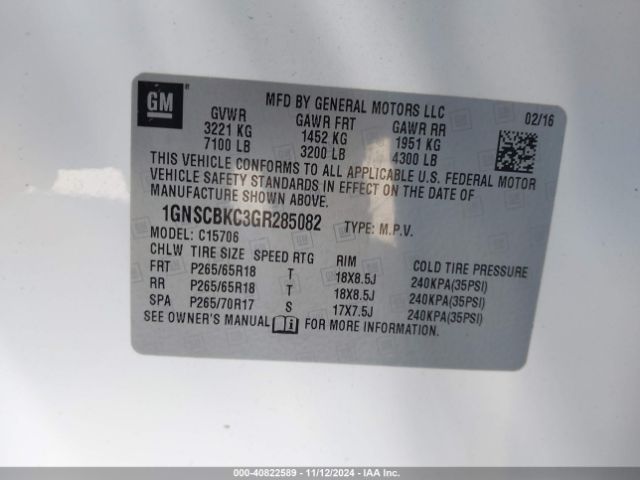 GM
®
MFD BY GENERAL MOTORS LLC
02/16
GVWR GAWR FRT GAWR RR
3221 KG 1452 KG 1951 KG
7100 LB 3200 LB 4300 LB
THIS VEHICLE CONFORMS TO ALL APPLICABLE U.S. FEDERAL MOTOR
VEHICLE SAFETY STANDARDS IN EFFECT ON THE DATE OF
MANUFACTURE SHOWN ABOVE.
1GNSCBKC3GR285082 TYPE: M.P.V.
MODEL: C15706
CHLW TIRE SIZE SPEED RTG RIM COLD TIRE PRESSURE
FRT P265/65R18 T 18X8.5J 240KPA(35PSI)
RR P265/65R18 T 18X8.5J 240KPA(35PSI)
SPA P265/70R17 S 17X7.5J 240KPA(35PSI)
SEE OWNER'S MANUAL i FOR MORE INFORMATION.
000-40822589 - 11/12/2024 - IAA Inc.